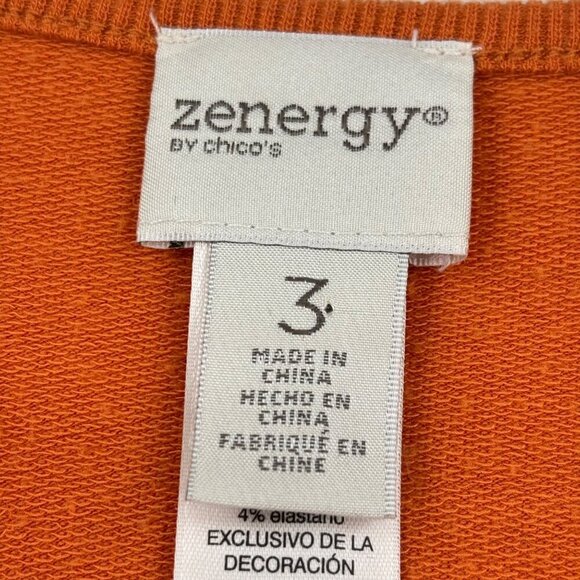 zenergy®
BY chico's
3
MADE IN
CHINA
HECHO EN
CHINA
FABRIQUÉ EN
CHINE
4% elastano
EXCLUSIVO DE LA
DECORACIÓN